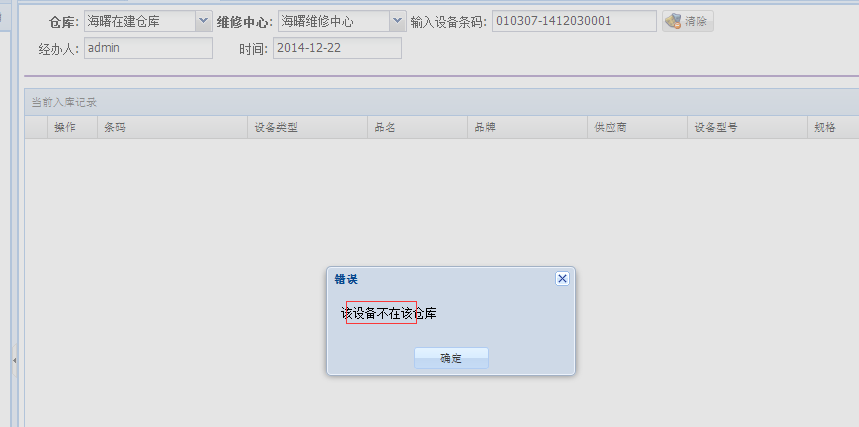 仓库: 海曙在建仓库 维修中心: 海曙维修中心 输入设备条码: 010307-1412030001 清除
经办人: admin 时间: 2014-12-22
当前入库记录
操作 条码 设备类型 品名 品牌 供应商 设备型号 规格
错误
该设备不在该仓库
确定